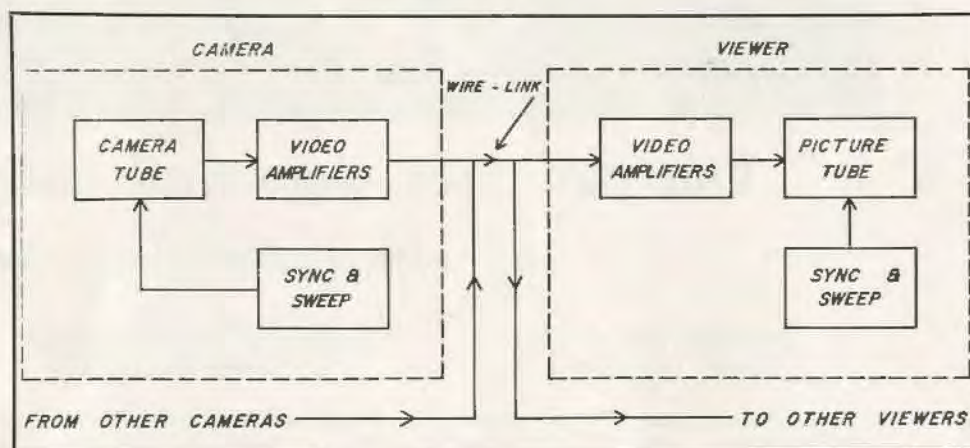 CAMERA
VIEWER
WIRE - LINK
CAMERA
TUBE
VIDEO
AMPLIFIERS
VIDEO
AMPLIFIERS
PICTURE
TUBE
SYNC &
SWEEP
SYNC &
SWEEP
FROM OTHER CAMERAS
TO OTHER VIEWERS